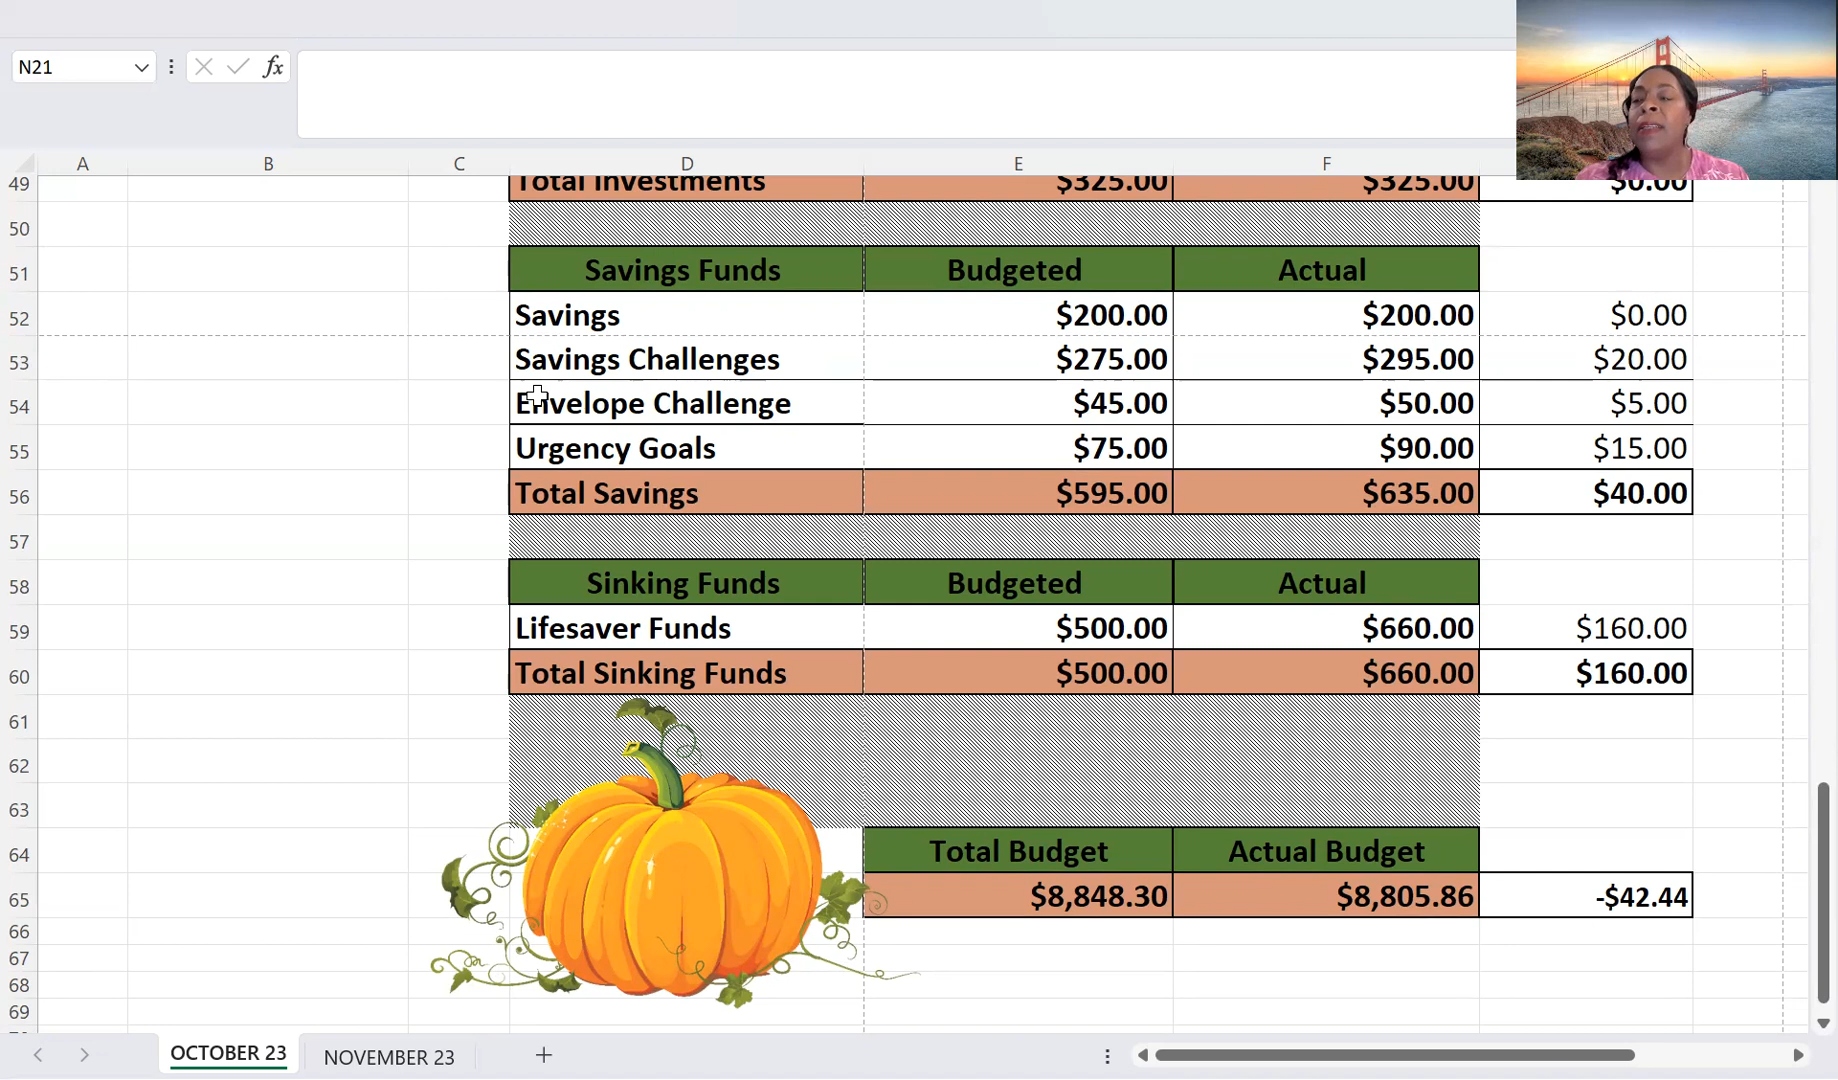 N21 fx
A B C D E F
49 Total Investments $325.00 $325.00 $0.00
50
51 Savings Funds Budgeted Actual
52 Savings $200.00 $200.00 $0.00
53 Savings Challenges $275.00 $295.00 $20.00
54 Envelope Challenge $45.00 $50.00 $5.00
55 Urgency Goals $75.00 $90.00 $15.00
56 Total Savings $595.00 $635.00 $40.00
57
58 Sinking Funds Budgeted Actual
59 Lifesaver Funds $500.00 $660.00 $160.00
60 Total Sinking Funds $500.00 $660.00 $160.00
61
62
63
64 Total Budget Actual Budget
65 $8,848.30 $8,805.86 -$42.44
66
67
68
69
OCTOBER 23 NOVEMBER 23